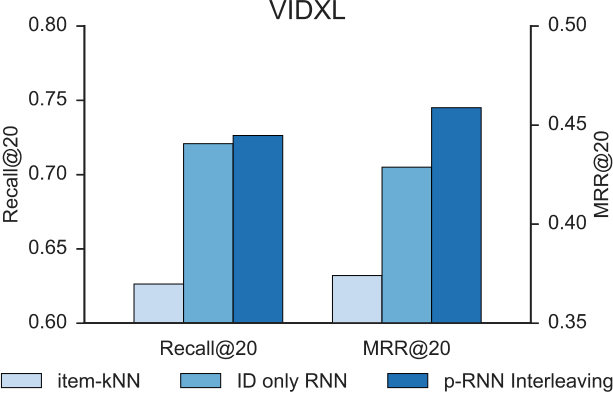 VIDXL
0.80
0.75
0.70
0.65
0.60
Recall@20
0.50
0.45
0.40
0.35
MRR@20
Recall@20
MRR@20
item-kNN
ID only RNN
p-RNN Interleaving